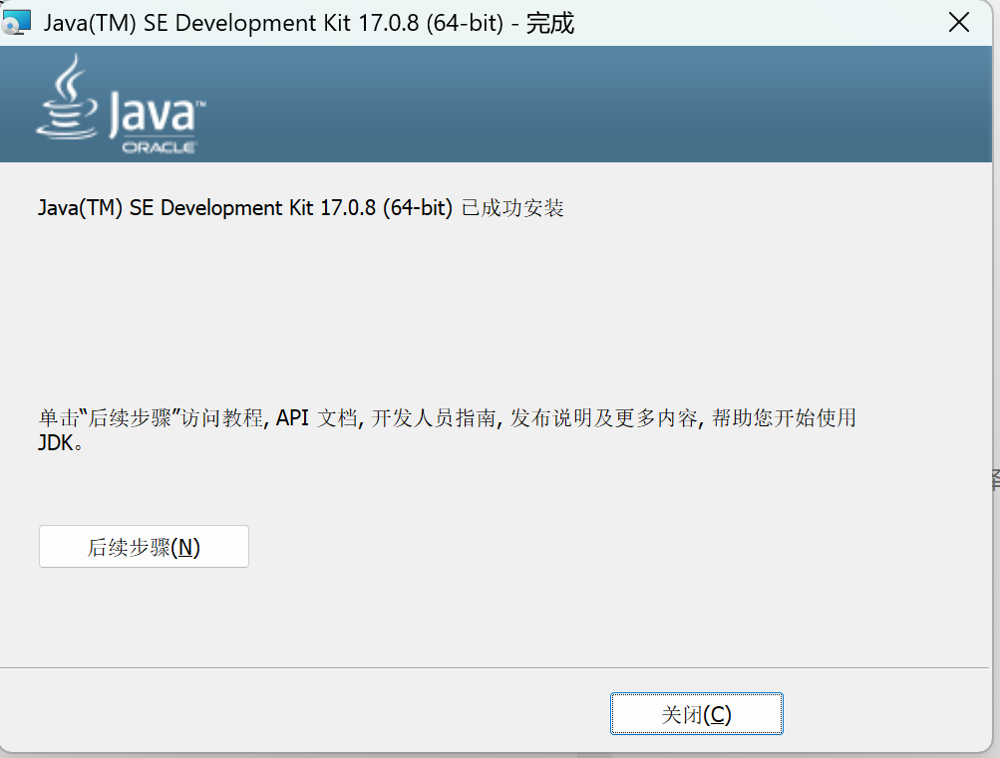 Java(TM) SE Development Kit 17.0.8 (64-bit) - 完成
Java™
ORACLE
Java(TM) SE Development Kit 17.0.8 (64-bit) 已成功安装
单击“后续步骤”访问教程, API 文档, 开发人员指南, 发布说明及更多内容, 帮助您开始使用
JDK。
后续步骤(N)
关闭(C)